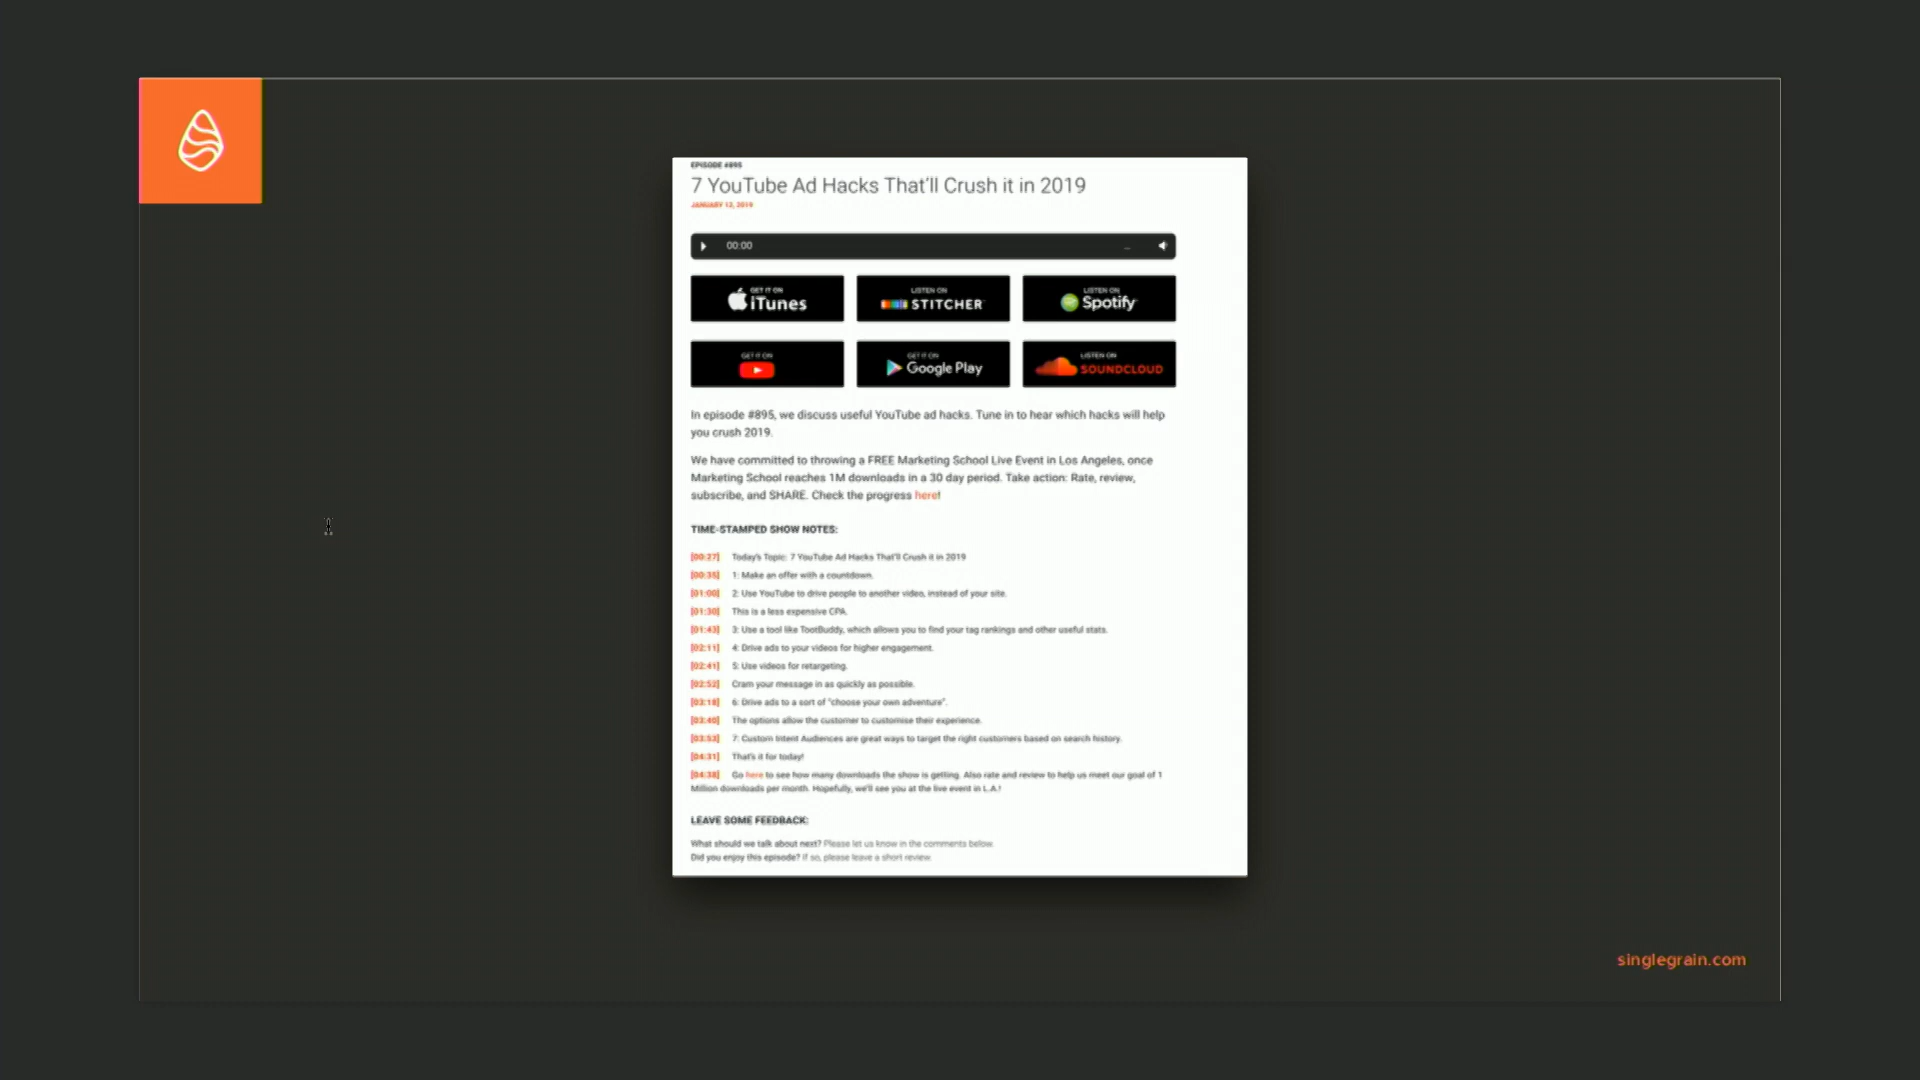 EPISODE #895
7 YouTube Ad Hacks That'll Crush it in 2019
JANUARY 12, 2019
00:00
GET IT ON
iTunes
LISTEN ON
STITCHER
LISTEN ON
Spotify
GET IT ON
GET IT ON
Google Play
LISTEN ON
SOUNDCLOUD
In episode #895, we discuss useful YouTube ad hacks. Tune in to hear which hacks will help
you crush 2019.
We have committed to throwing a FREE Marketing School Live Event in Los Angeles, once
Marketing School reaches 1M downloads in a 30 day period. Take action: Rate, review,
subscribe, and SHARE. Check the progress here!
TIME-STAMPED SHOW NOTES:
[00:27] Today's Topic: 7 YouTube Ad Hacks That'll Crush it in 2019
[00:35] 1: Make an offer with a countdown.
[01:00] 2: Use YouTube to drive people to another video, instead of your site.
[01:30] This is a less expensive CPA.
[01:43] 3: Use a tool like TootBuddy, which allows you to find your tag rankings and other useful stats.
[02:11] 4: Drive ads to your videos for higher engagement.
[02:41] 5: Use videos for retargeting.
[02:52] Cram your message in as quickly as possible.
[03:18] 6: Drive ads to a sort of "choose your own adventure".
[03:40] The options allow the customer to customise their experience.
[03:53] 7: Custom Intent Audiences are great ways to target the right customers based on search history.
[04:31] That's it for today!
[04:38] Go here to see how many downloads the show is getting. Also rate and review to help us meet our goal of 1
Million downloads per month. Hopefully, we'll see you at the live event in L.A.!
LEAVE SOME FEEDBACK:
What should we talk about next? Please let us know in the comments below.
Did you enjoy this episode? If so, please leave a short review.
singlegrain.com